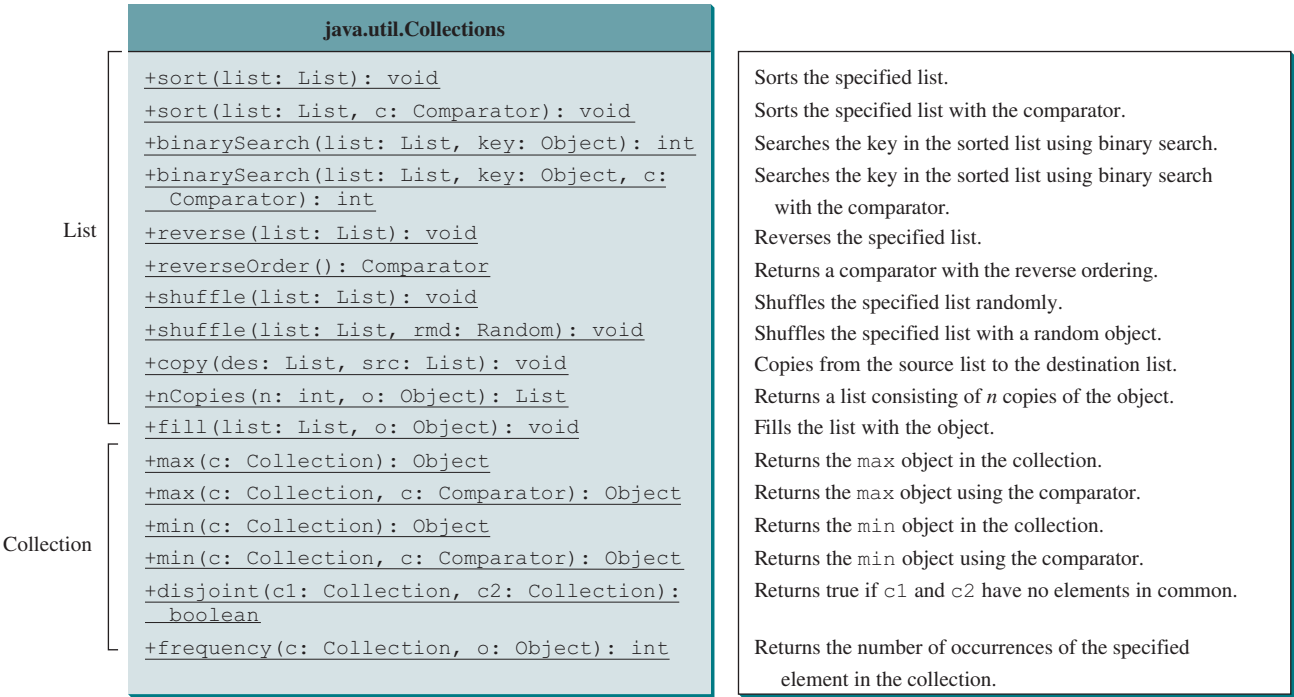 java.util.Collections
List
+sort(list: List): void
Sorts the specified list.
+sort(list: List, c: Comparator): void
Sorts the specified list with the comparator.
+binarySearch(list: List, key: Object): int
Searches the key in the sorted list using binary search.
+binarySearch(list: List, key: Object, c:
Comparator): int
Searches the key in the sorted list using binary search
with the comparator.
+reverse(list: List): void
Reverses the specified list.
+reverseOrder(): Comparator
Returns a comparator with the reverse ordering.
+shuffle(list: List): void
Shuffles the specified list randomly.
+shuffle(list: List, rmd: Random): void
Shuffles the specified list with a random object.
+copy(des: List, src: List): void
Copies from the source list to the destination list.
+nCopies(n: int, o: Object): List
Returns a list consisting of n copies of the object.
+fill(list: List, o: Object): void
Fills the list with the object.
Collection
+max(c: Collection): Object
Returns the max object in the collection.
+max(c: Collection, c: Comparator): Object
Returns the max object using the comparator.
+min(c: Collection): Object
Returns the min object in the collection.
+min(c: Collection, c: Comparator): Object
Returns the min object using the comparator.
+disjoint(c1: Collection, c2: Collection):
boolean
Returns true if c1 and c2 have no elements in common.
+frequency(c: Collection, o: Object): int
Returns the number of occurrences of the specified
element in the collection.